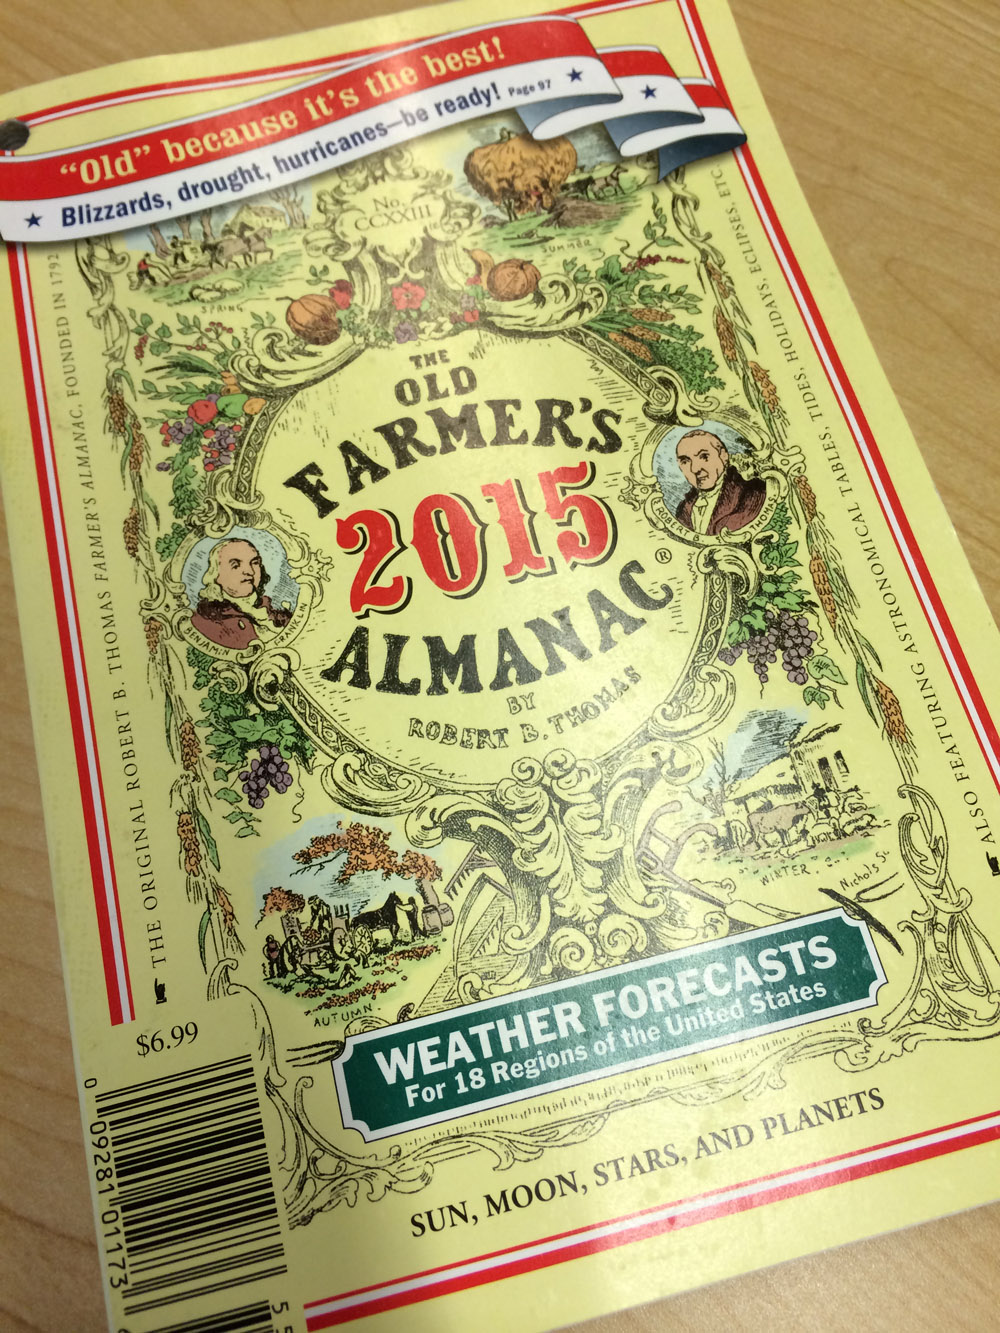 "Old" because it's the best!
Blizzards, drought, hurricanes—be ready! Page 97
No.
CCXXIII
SPRING
SUMMER
THE
OLD
FARMER'S
2015
ALMANAC®
BY
ROBERT B. THOMAS
BENJAMIN FRANKLIN
ROBERT B. THOMAS
THE ORIGINAL ROBERT B. THOMAS FARMER'S ALMANAC, FOUNDED IN 1792
ALSO FEATURING ASTRONOMICAL TABLES, TIDES, HOLIDAYS, ECLIPSES, ETC.
AUTUMN.
WINTER.
Nichols Sc.
WEATHER FORECASTS
For 18 Regions of the United States
SUN, MOON, STARS, AND PLANETS
$6.99
0 09281 01173